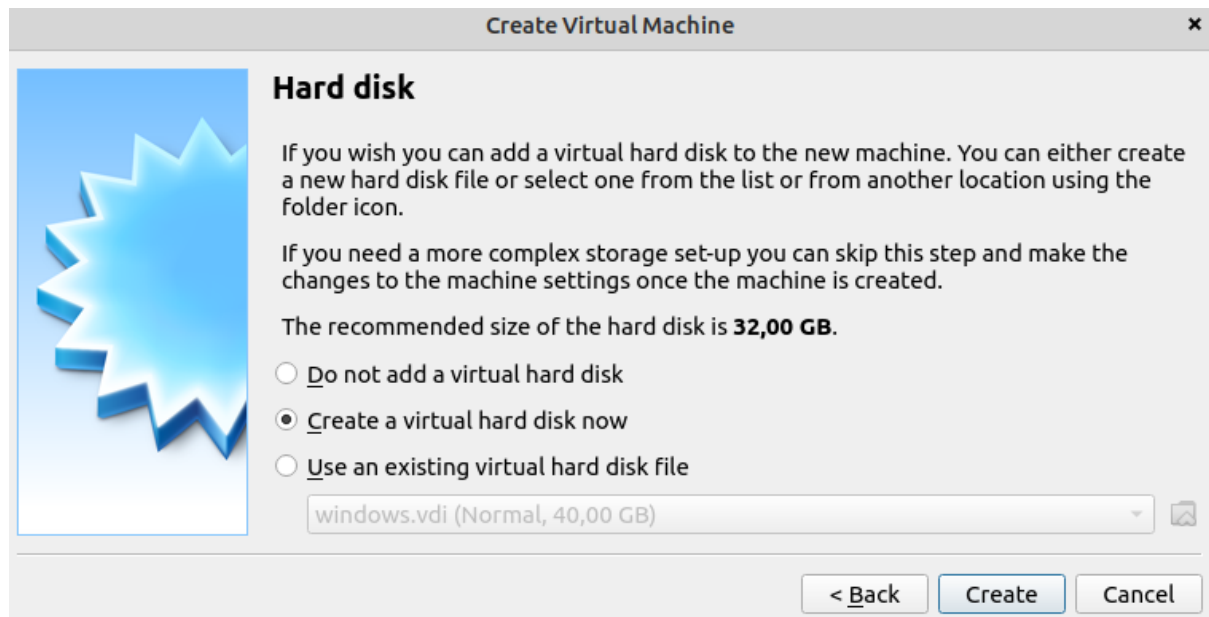 Create Virtual Machine
Hard disk
If you wish you can add a virtual hard disk to the new machine. You can either create
a new hard disk file or select one from the list or from another location using the
folder icon.
If you need a more complex storage set-up you can skip this step and make the
changes to the machine settings once the machine is created.
The recommended size of the hard disk is 32,00 GB.
Do not add a virtual hard disk
Create a virtual hard disk now
Use an existing virtual hard disk file
windows.vdi (Normal, 40,00 GB)
< Back Create Cancel